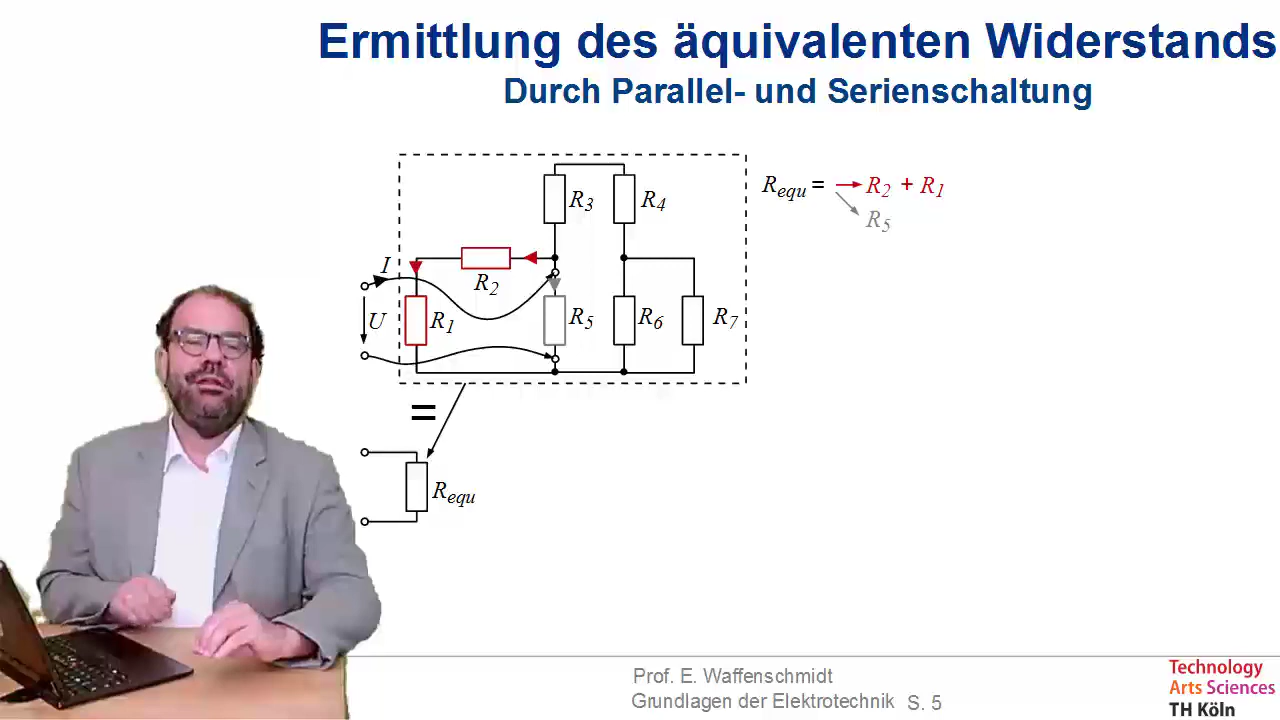 Ermittlung des äquivalenten Widerstands
Durch Parallel- und Serienschaltung
R3
R4
Requ = R2 + R1
R5
I
R2
U
R1
R5
R6
R7
=
Requ
Prof. E. Waffenschmidt
Grundlagen der Elektrotechnik S. 5
Technology
Arts Sciences
TH Köln